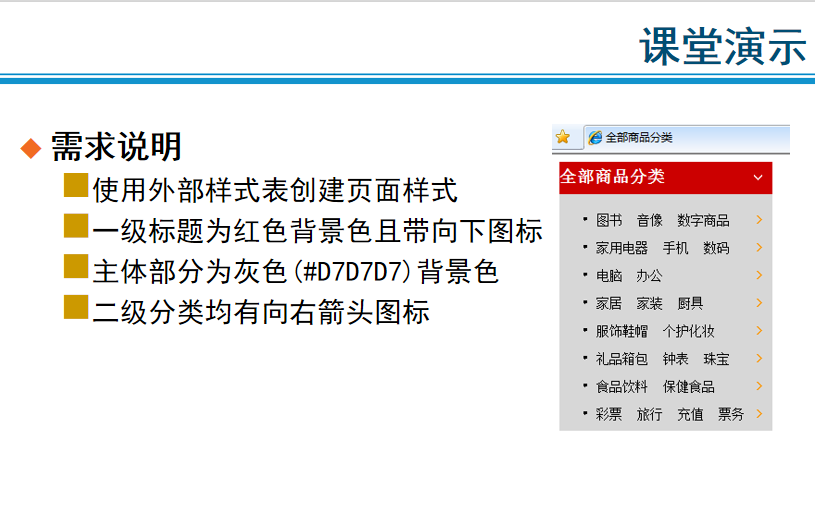 课堂演示
需求说明
使用外部样式表创建页面样式
一级标题为红色背景色且带向下图标
主体部分为灰色(#D7D7D7)背景色
二级分类均有向右箭头图标
全部商品分类
全部商品分类
图书 音像 数字商品
家用电器 手机 数码
电脑 办公
家居 家装 厨具
服饰鞋帽 个护化妆
礼品箱包 钟表 珠宝
食品饮料 保健食品
彩票 旅行 充值 票务